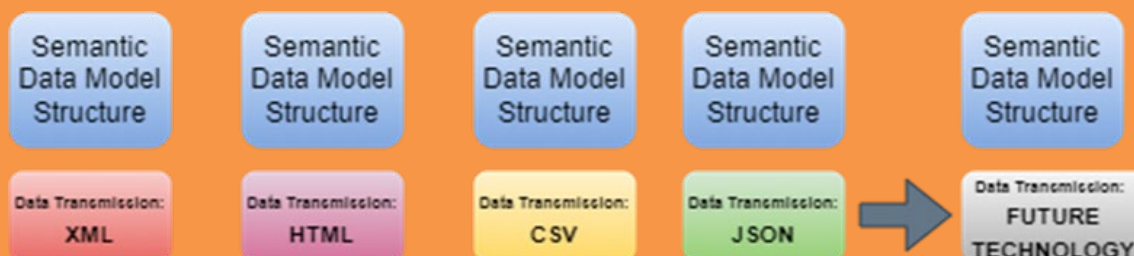 Semantic
Data Model
Structure
Semantic
Data Model
Structure
Semantic
Data Model
Structure
Semantic
Data Model
Structure
Semantic
Data Model
Structure
Data Transmission:
XML
Data Transmission:
HTML
Data Transmission:
CSV
Data Transmission:
JSON
Data Transmission:
FUTURE
TECHNOLOGY